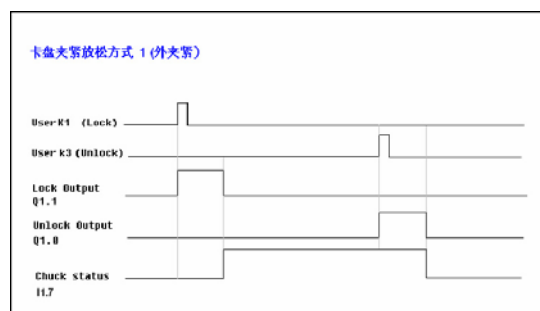 卡盘夹紧放松方式 1 (外夹紧)
User K1 (Lock)
User k3 (Unlock)
Lock Output
Q1.1
Unlock Output
Q1.0
Chuck status
I1.7